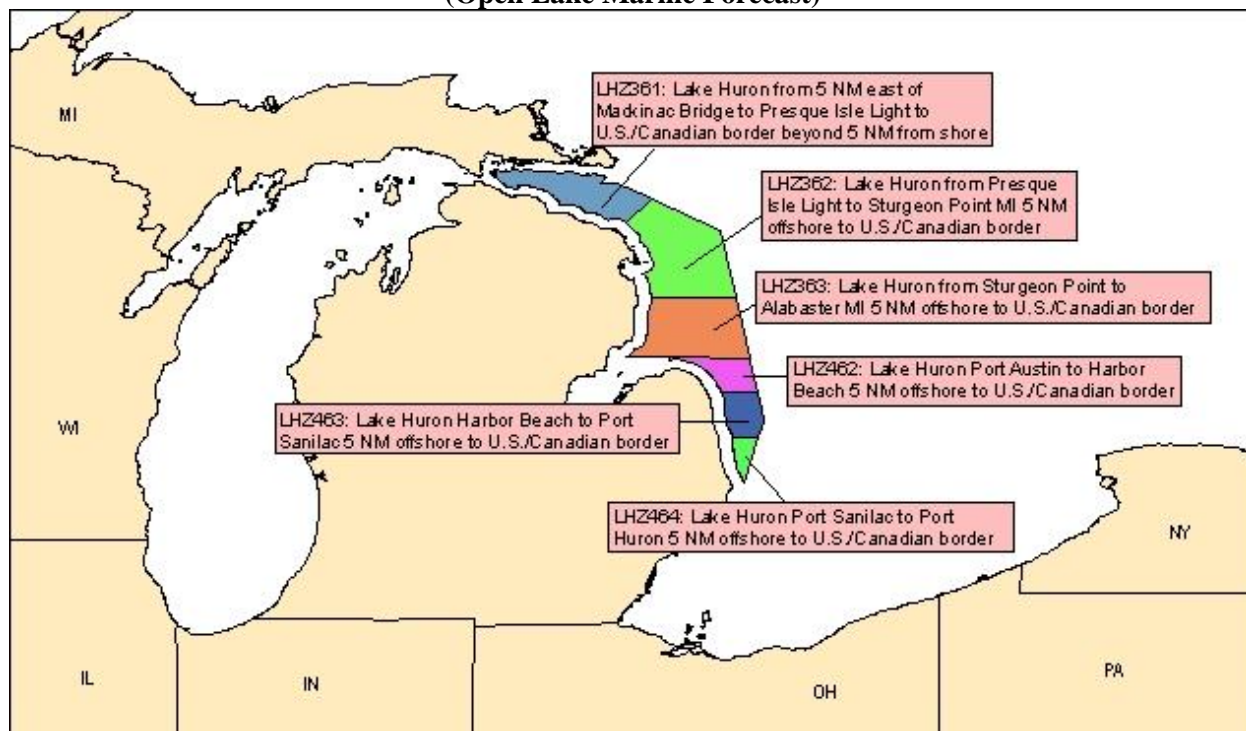 (Open Lake Marine Forecast)
MI
LHZ361: Lake Huron from 5 NM east of
Mackinac Bridge to Presque Isle Light to
U.S./Canadian border beyond 5 NM from shore
LHZ362: Lake Huron from Presque
Isle Light to Sturgeon Point MI 5 NM
offshore to U.S./Canadian border
LHZ363: Lake Huron from Sturgeon Point to
Alabaster MI 5 NM offshore to U.S./Canadian border
LHZ462: Lake Huron Port Austin to Harbor
Beach 5 NM offshore to U.S./Canadian border
LHZ463: Lake Huron Harbor Beach to Port
Sanilac 5 NM offshore to U.S./Canadian border
WI
LHZ464: Lake Huron Port Sanilac to Port
Huron 5 NM offshore to U.S./Canadian border
NY
IL
IN
OH
PA